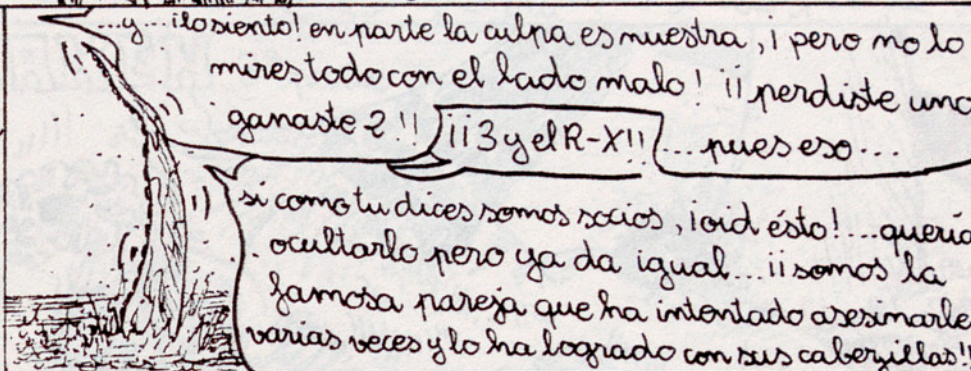 ...y...¡losiento! en parte la culpa es nuestra, ¡pero no lo
mires todo con el lado malo! ¡¡perdiste uno
ganaste 2!!
¡¡3 y el R-X!!
...pues eso...
si como tu dices somos socios, ¡oid ésto!...quería
ocultarlo pero ya da igual...¡¡somos la
famosa pareja que ha intentado asesinarle
varias veces y lo ha logrado con sus cabezillas!!